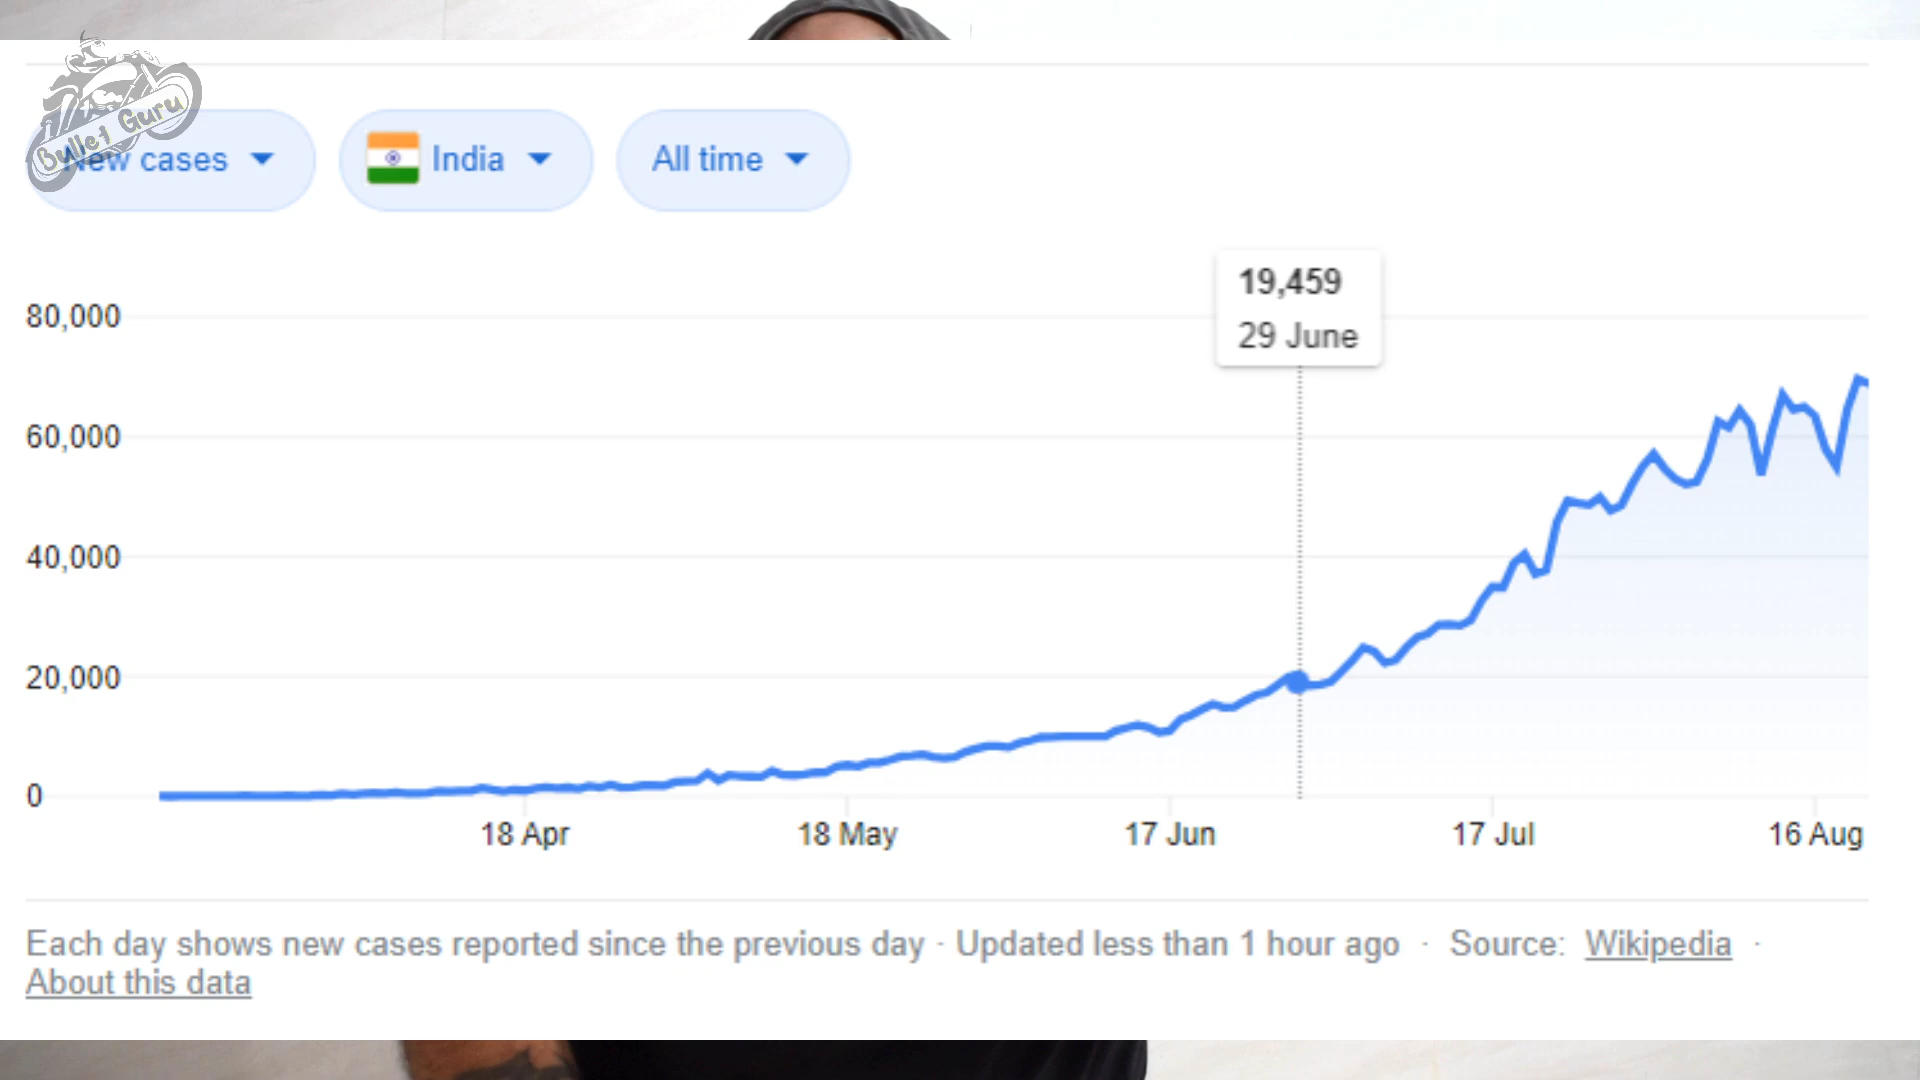 Bullet Guru
New cases
India
All time
19,459
29 June
80,000
60,000
40,000
20,000
0
18 Apr
18 May
17 Jun
17 Jul
16 Aug
Each day shows new cases reported since the previous day · Updated less than 1 hour ago · Source: Wikipedia ·
About this data